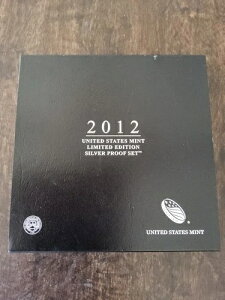 2012
UNITED STATES MINT
LIMITED EDITION
SILVER PROOF SET™
UNITED STATES MINT